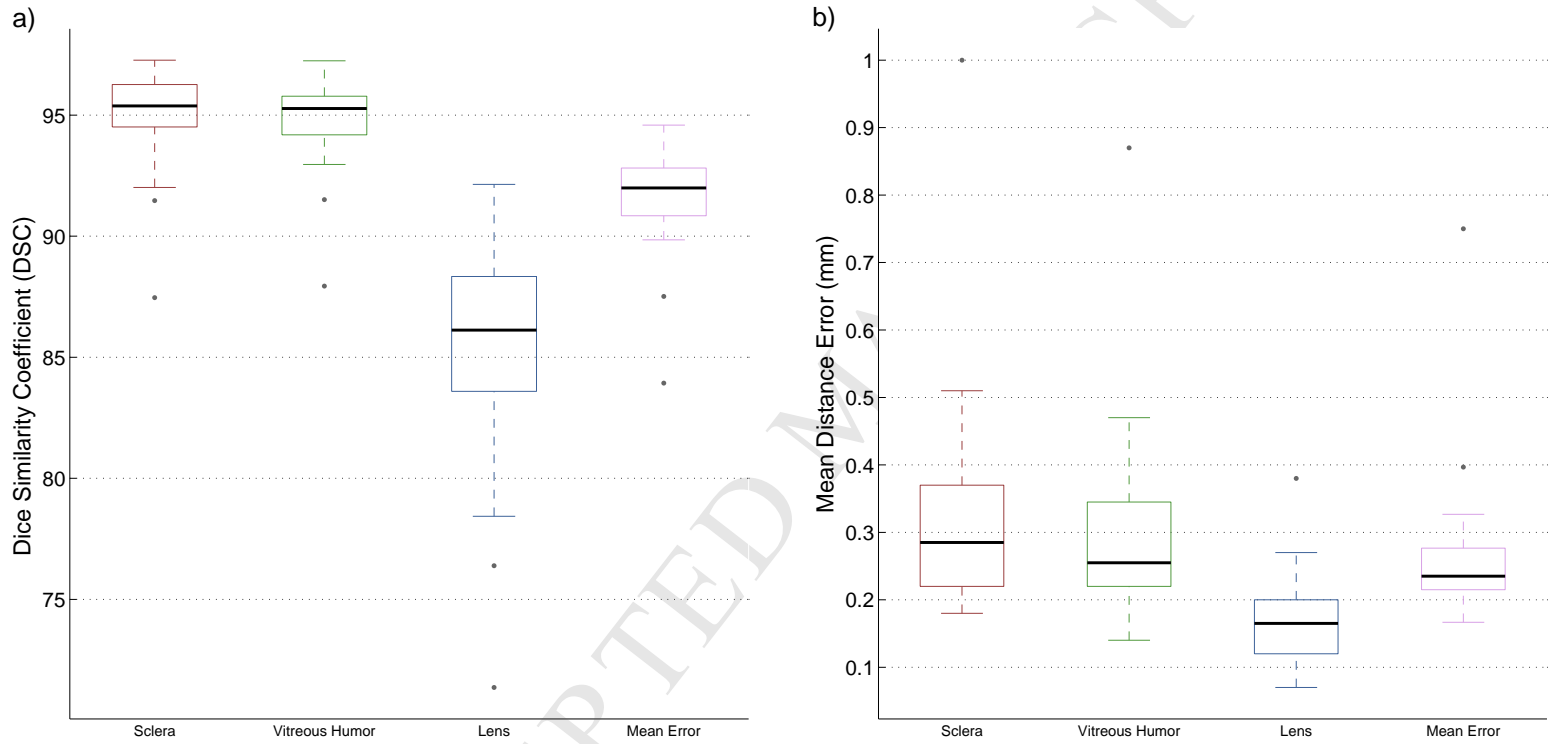 a)
Dice Similarity Coefficient (DSC)
95
90
85
80
75
Sclera
Vitreous Humor
Lens
Mean Error
b)
Mean Distance Error (mm)
1
0.9
0.8
0.7
0.6
0.5
0.4
0.3
0.2
0.1
Sclera
Vitreous Humor
Lens
Mean Error
PTED M